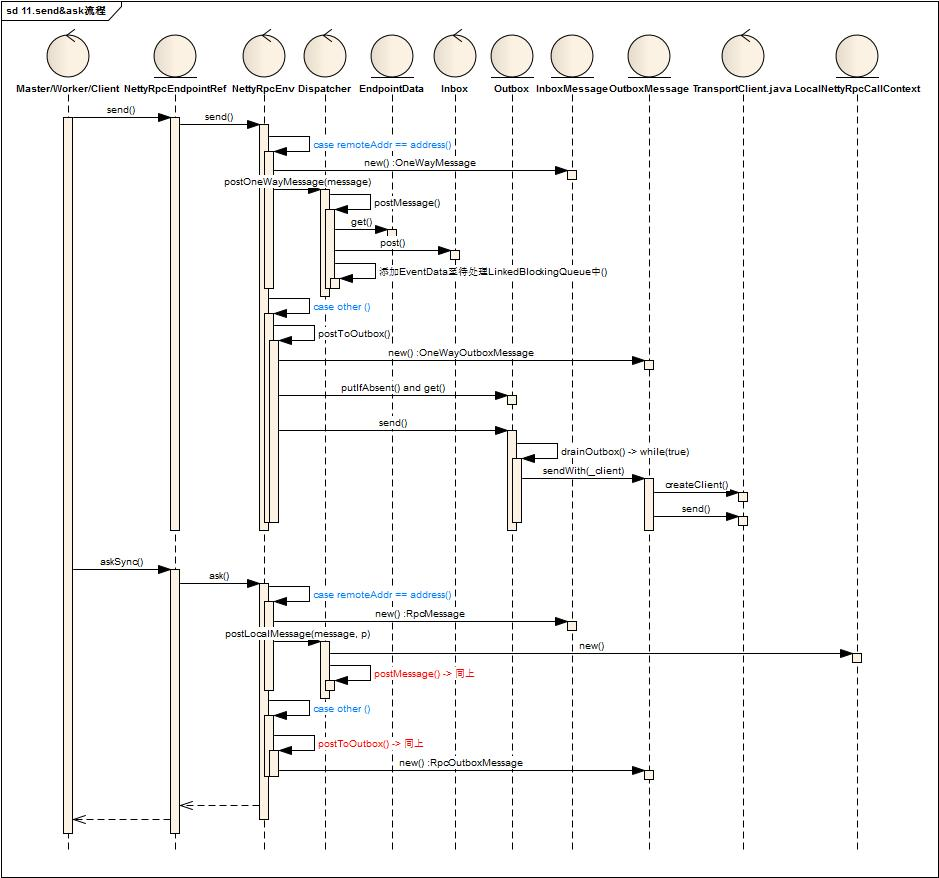 sd 11.send&ask流程
Master/Worker/Client NettyRpcEndpointRef NettyRpcEnv Dispatcher EndpointData Inbox Outbox InboxMessage OutboxMessage TransportClient.java LocalNettyRpcCallContext
send()
send()
case remoteAddr == address()
new() :OneWayMessage
postOneWayMessage(message)
postMessage()
get()
post()
添加EventData至待处理LinkedBlockingQueue中()
case other ()
postToOutbox()
new() :OneWayOutboxMessage
putIfAbsent() and get()
send()
drainOutbox() -> while(true)
sendWith(_client)
createClient()
send()
askSync()
ask()
case remoteAddr == address()
new() :RpcMessage
postLocalMessage(message, p)
new()
postMessage() -> 同上
case other ()
postToOutbox() -> 同上
new() :RpcOutboxMessage